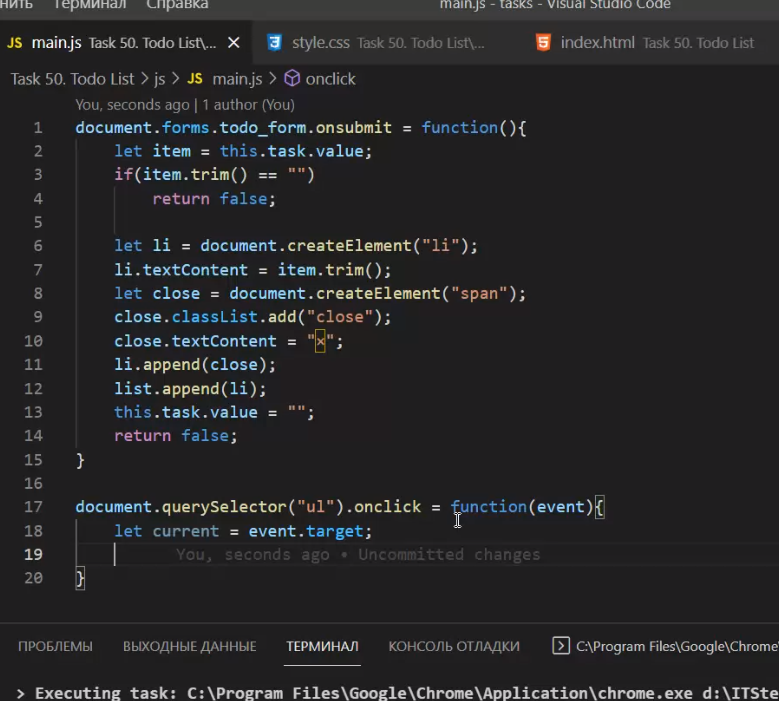 нить Терминал Справка main.js - tasks - Visual Studio Code
JS main.js Task 50. Todo List\... × style.css Task 50. Todo List\... index.html Task 50. Todo List
Task 50. Todo List > js > JS main.js > onclick
You, seconds ago | 1 author (You)
1 document.forms.todo_form.onsubmit = function(){
2 let item = this.task.value;
3 if(item.trim() == "")
4 return false;
5
6 let li = document.createElement("li");
7 li.textContent = item.trim();
8 let close = document.createElement("span");
9 close.classList.add("close");
10 close.textContent = "×";
11 li.append(close);
12 list.append(li);
13 this.task.value = "";
14 return false;
15 }
16
17 document.querySelector("ul").onclick = function(event){
18 let current = event.target;
19 You, seconds ago • Uncommitted changes
20 }
ПРОБЛЕМЫ ВЫХОДНЫЕ ДАННЫЕ ТЕРМИНАЛ КОНСОЛЬ ОТЛАДКИ C:\Program Files\Google\Chrome
> Executing task: C:\Program Files\Google\Chrome\Application\chrome.exe d:\ITSte